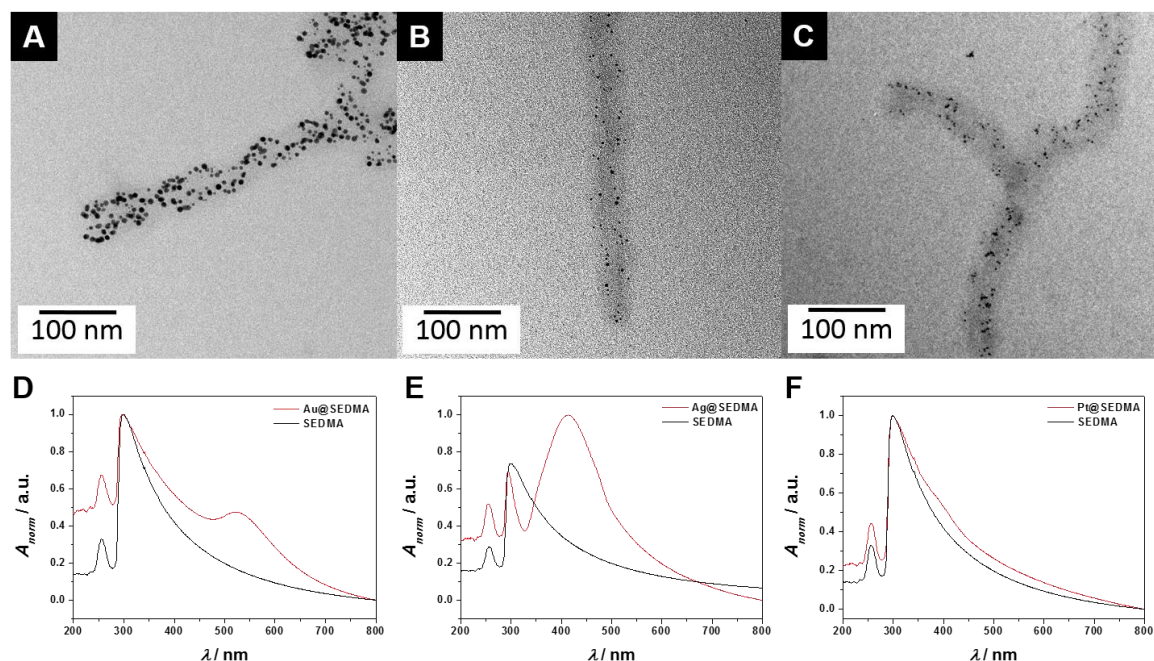 A
B
C
100 nm
100 nm
100 nm
D
E
F
Au@SEDMA
SEDMA
Ag@SEDMA
SEDMA
Pt@SEDMA
SEDMA
A_norm / a.u.
1.0
0.8
0.6
0.4
0.2
0.0
200 300 400 500 600 700 800
λ / nm
A_norm / a.u.
1.0
0.8
0.6
0.4
0.2
0.0
200 300 400 500 600 700 800
λ / nm
A_norm / a.u.
1.0
0.8
0.6
0.4
0.2
0.0
200 300 400 500 600 700 800
λ / nm